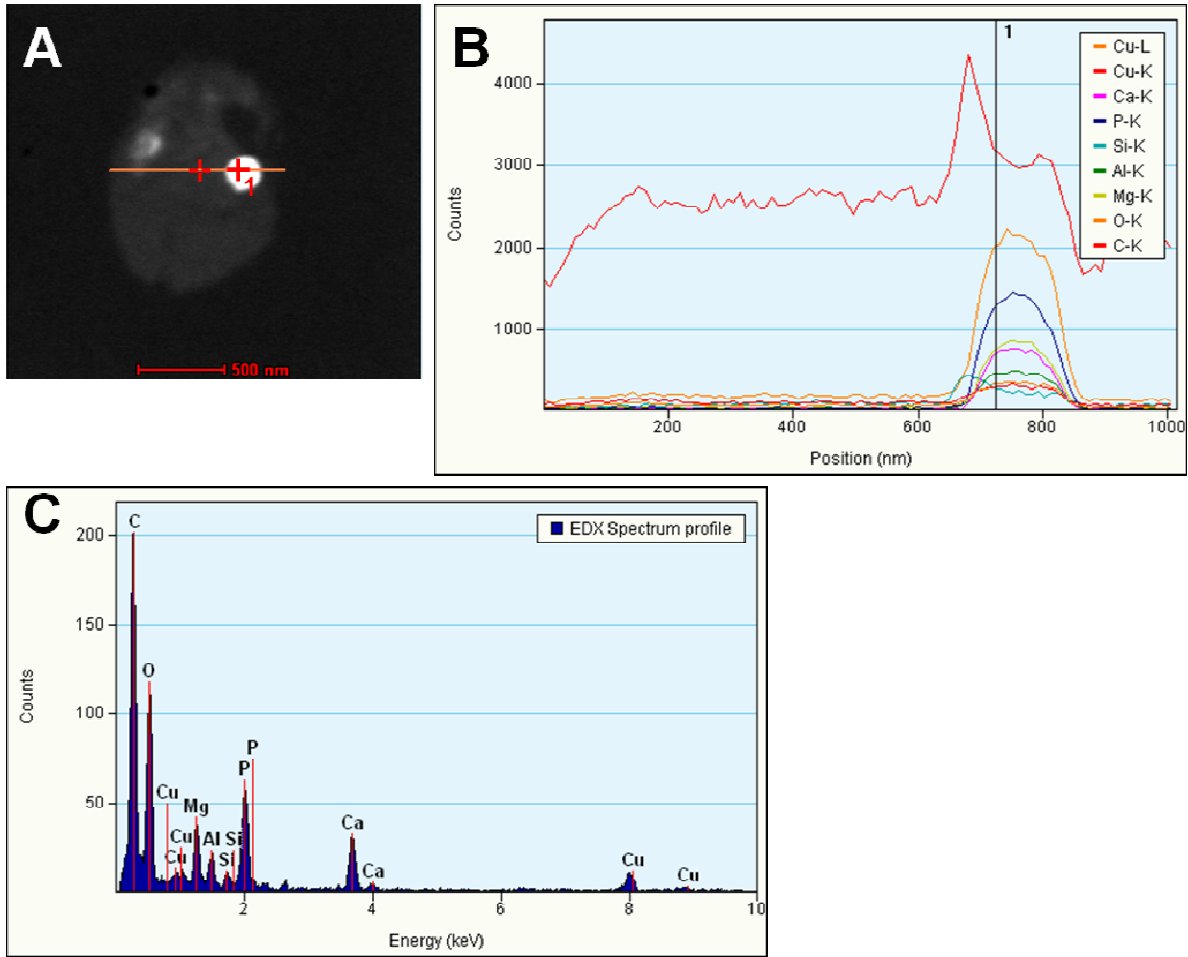 A
1
500 nm
B
1
Cu-L
Cu-K
Ca-K
P-K
Si-K
Al-K
Mg-K
O-K
C-K
4000
3000
2000
1000
Counts
200 400 600 800 1000
Position (nm)
C
EDX Spectrum profile
C
O
Cu
Cu
Cu
Mg
Al
Si
Si
P
P
Ca
Ca
Cu
Cu
200
150
100
50
Counts
2 4 6 8 10
Energy (keV)